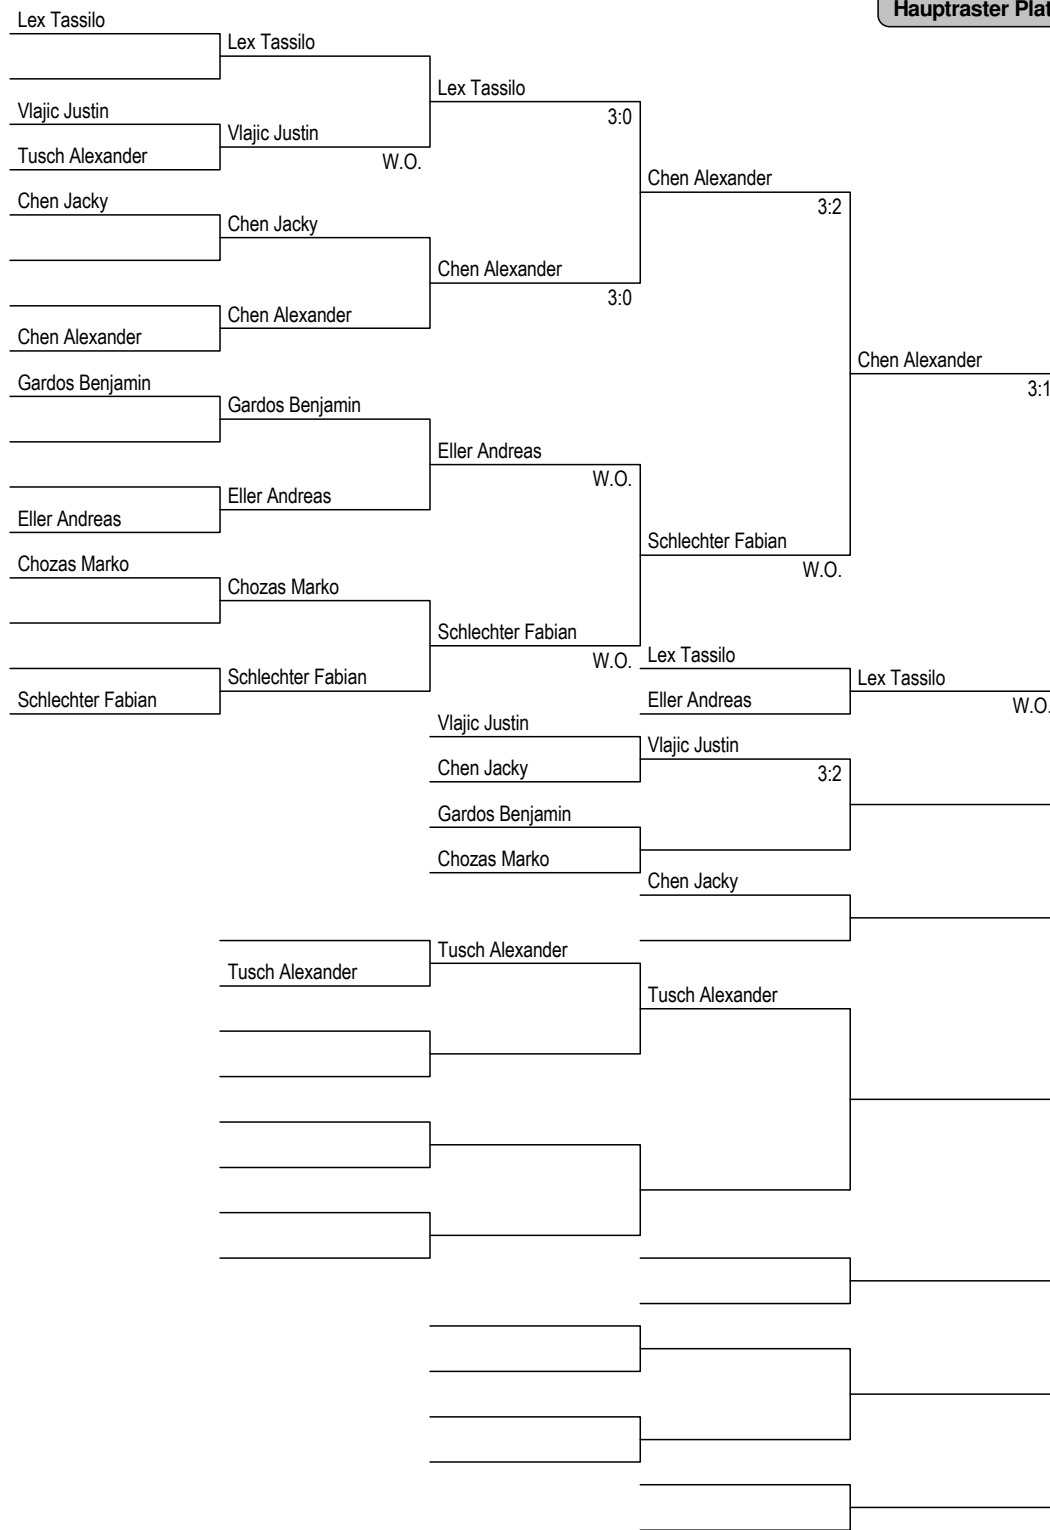 Hauptraster Plat
Lex Tassilo
Lex Tassilo
Lex Tassilo
3:0
Vlajic Justin
Vlajic Justin
W.O.
Tusch Alexander
Chen Alexander
3:2
Chen Jacky
Chen Jacky
Chen Alexander
3:0
Chen Alexander
Chen Alexander
Chen Alexander
3:1
Gardos Benjamin
Gardos Benjamin
Eller Andreas
W.O.
Eller Andreas
Eller Andreas
Schlechter Fabian
W.O.
Chozas Marko
Chozas Marko
Schlechter Fabian
W.O.
Schlechter Fabian
Schlechter Fabian
Lex Tassilo
Lex Tassilo
W.O.
Eller Andreas
Vlajic Justin
Vlajic Justin
3:2
Chen Jacky
Gardos Benjamin
Chozas Marko
Chen Jacky
Tusch Alexander
Tusch Alexander
Tusch Alexander